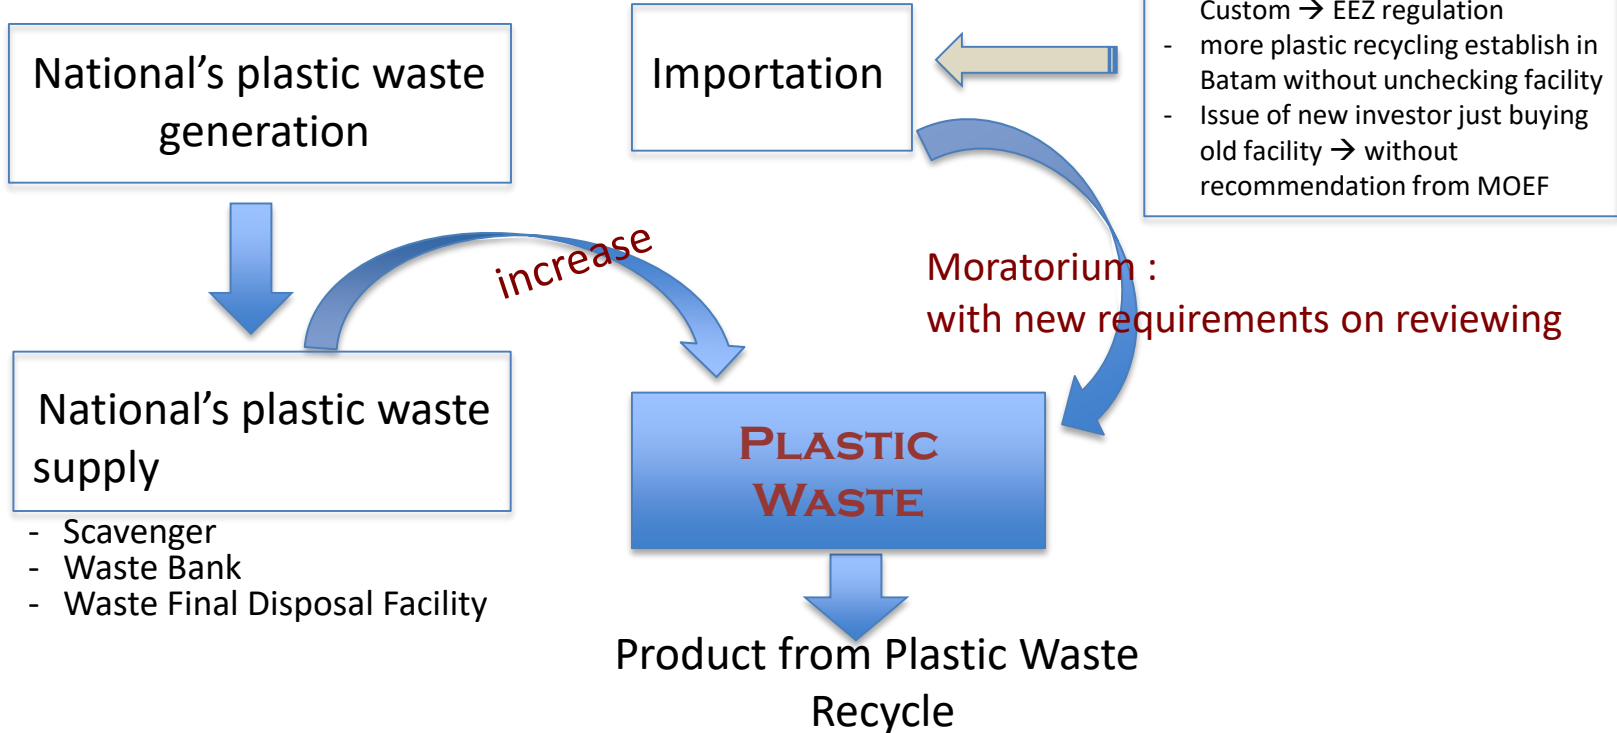 National's plastic waste
generation
Importation
Custom → EEZ regulation
- more plastic recycling establish in
Batam without unchecking facility
- Issue of new investor just buying
old facility → without
recommendation from MOEF
increase
Moratorium :
with new requirements on reviewing
National's plastic waste
supply
- Scavenger
- Waste Bank
- Waste Final Disposal Facility
PLASTIC
WASTE
Product from Plastic Waste
Recycle